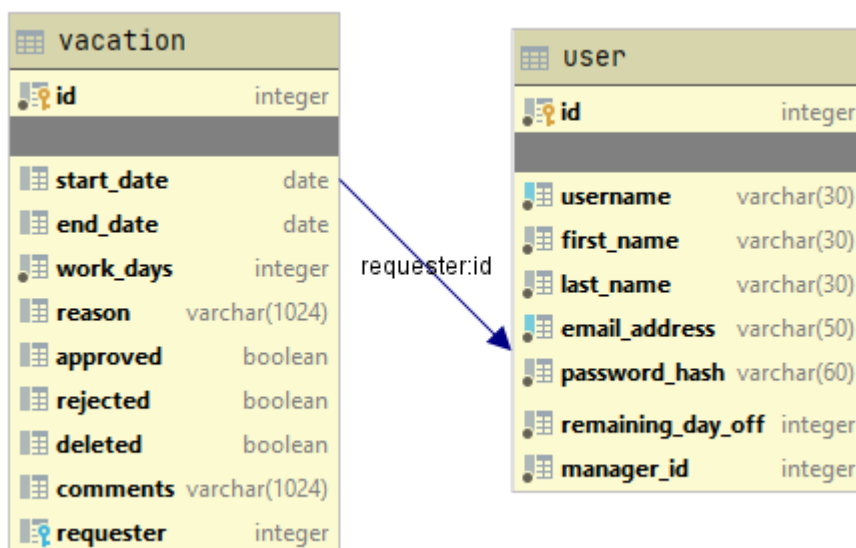 vacation
id integer
start_date date
end_date date
work_days integer
reason varchar(1024)
approved boolean
rejected boolean
deleted boolean
comments varchar(1024)
requester integer
requester:id
user
id integer
username varchar(30)
first_name varchar(30)
last_name varchar(30)
email_address varchar(50)
password_hash varchar(60)
remaining_day_off integer
manager_id integer